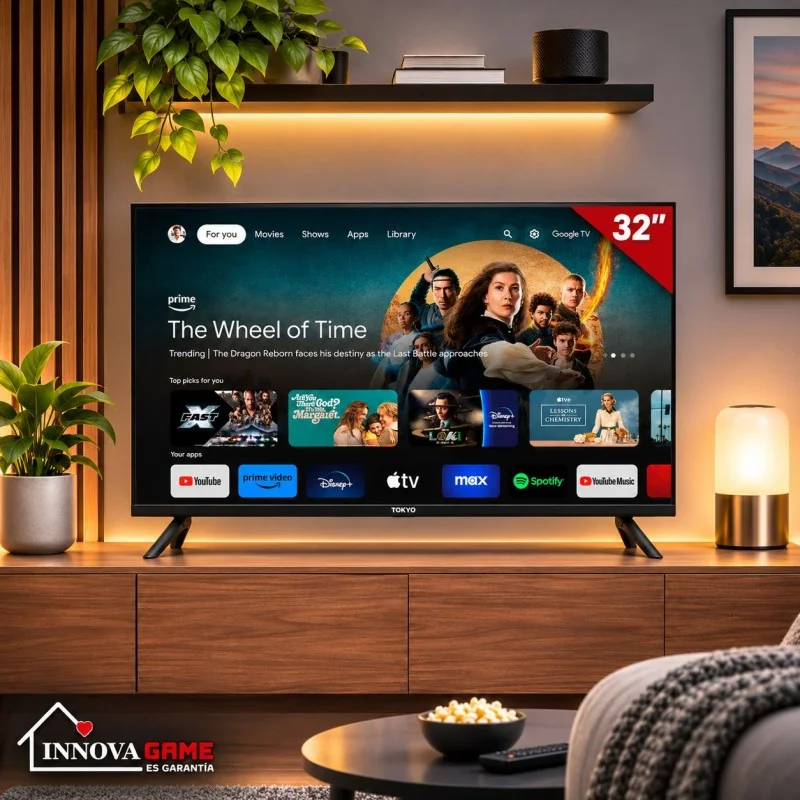 32"
For you Movies Shows Apps Library Google TV
prime
The Wheel of Time
Trending | The Dragon Reborn faces his destiny as the Last Battle approaches
Top picks for you
FAST X
Are You There God? It's Me, Margaret.
LOKI
Disney+
tv+
LESSONS IN CHEMISTRY
Your apps
YouTube prime video Disney+ tv max Spotify YouTube Music
TOKYO
INNOVA GAME
ES GARANTÍA